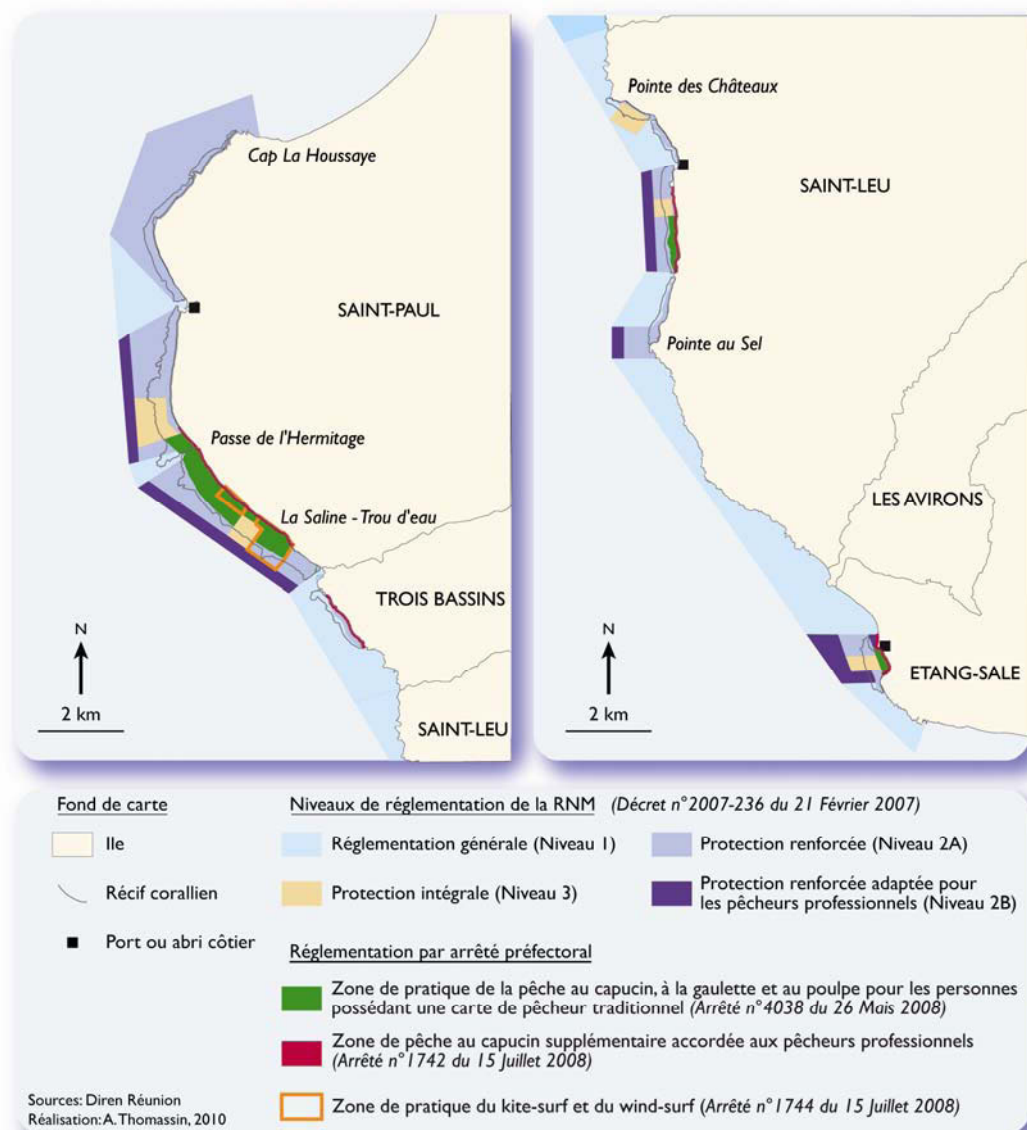 Cap La Houssaye
SAINT-PAUL
Passe de l'Hermitage
La Saline - Trou d'eau
TROIS BASSINS
SAINT-LEU
N
2 km
Pointe des Châteaux
SAINT-LEU
Pointe au Sel
LES AVIRONS
ETANG-SALE
N
2 km
Fond de carte
Ile
Récif corallien
Port ou abri côtier
Niveaux de réglementation de la RNM (Décret n°2007-236 du 21 Février 2007)
Réglementation générale (Niveau 1)
Protection intégrale (Niveau 3)
Protection renforcée (Niveau 2A)
Protection renforcée adaptée pour
les pêcheurs professionnels (Niveau 2B)
Réglementation par arrêté préfectoral
Zone de pratique de la pêche au capucin, à la gaulette et au poulpe pour les personnes
possédant une carte de pêcheur traditionnel (Arrêté n°4038 du 26 Mais 2008)
Zone de pêche au capucin supplémentaire accordée aux pêcheurs professionnels
(Arrêté n°1742 du 15 Juillet 2008)
Zone de pratique du kite-surf et du wind-surf (Arrêté n°1744 du 15 Juillet 2008)
Sources: Diren Réunion
Réalisation: A. Thomassin, 2010